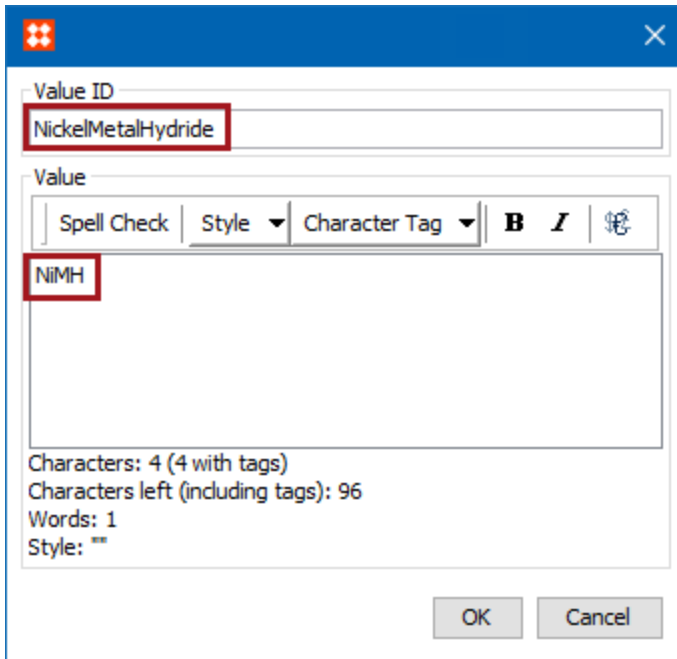 Value ID
NickelMetalHydride
Value
Spell Check Style Character Tag B I
NiMH
Characters: 4 (4 with tags)
Characters left (including tags): 96
Words: 1
Style: ""
OK Cancel